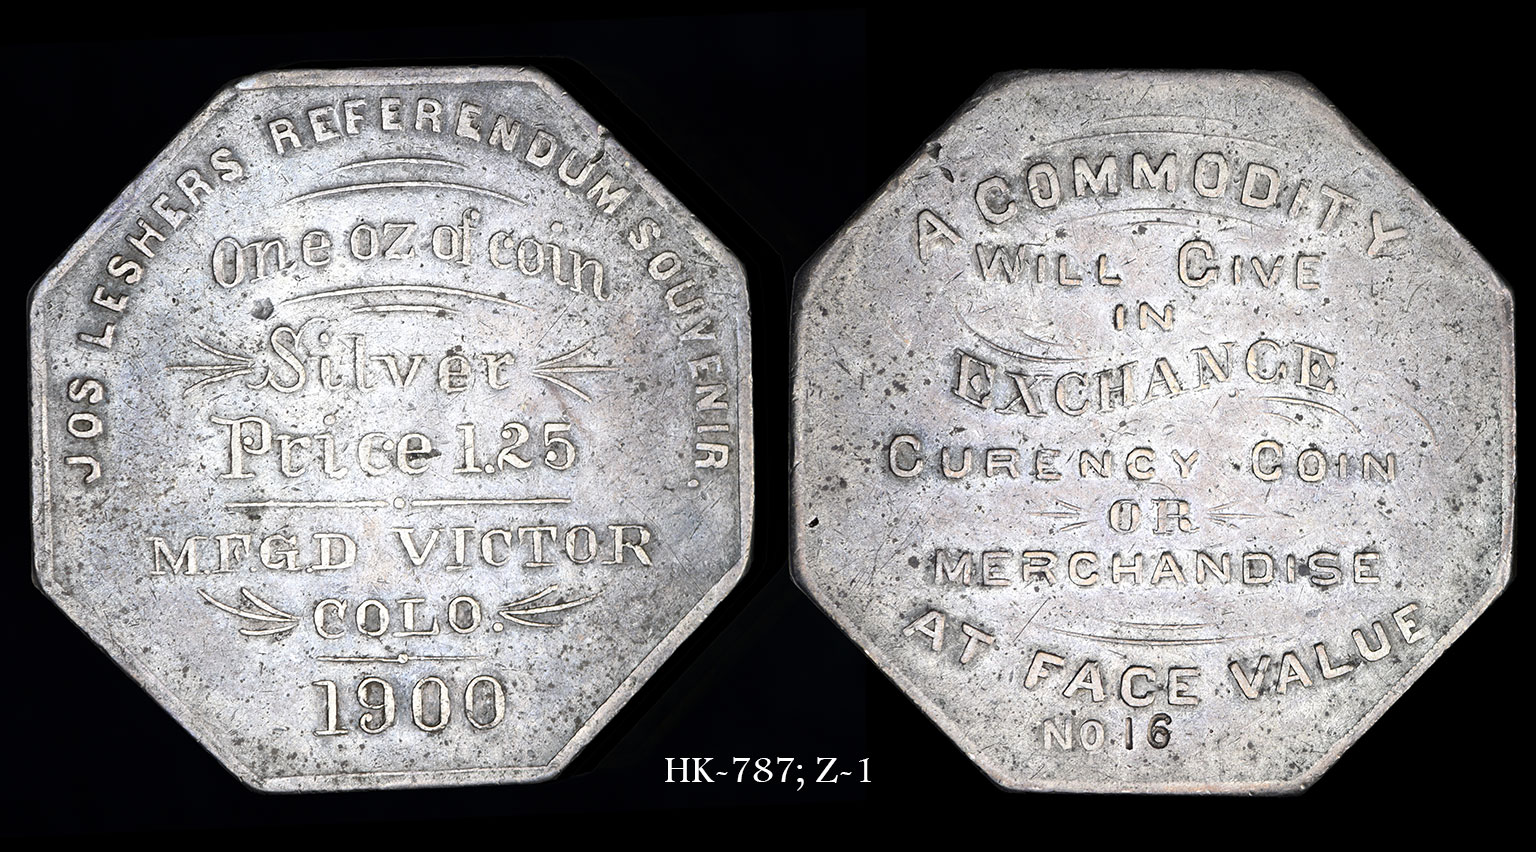 JOS LESHERS REFERENDUM SOUVENIR.
One oz of coin
Silver
Price 1.25
MFGD VICTOR
COLO.
1900
A COMMODITY
WILL GIVE
IN
EXCHANGE
CURENCY COIN
OR
MERCHANDISE
AT FACE VALUE
NO 16
HK-787; Z-1